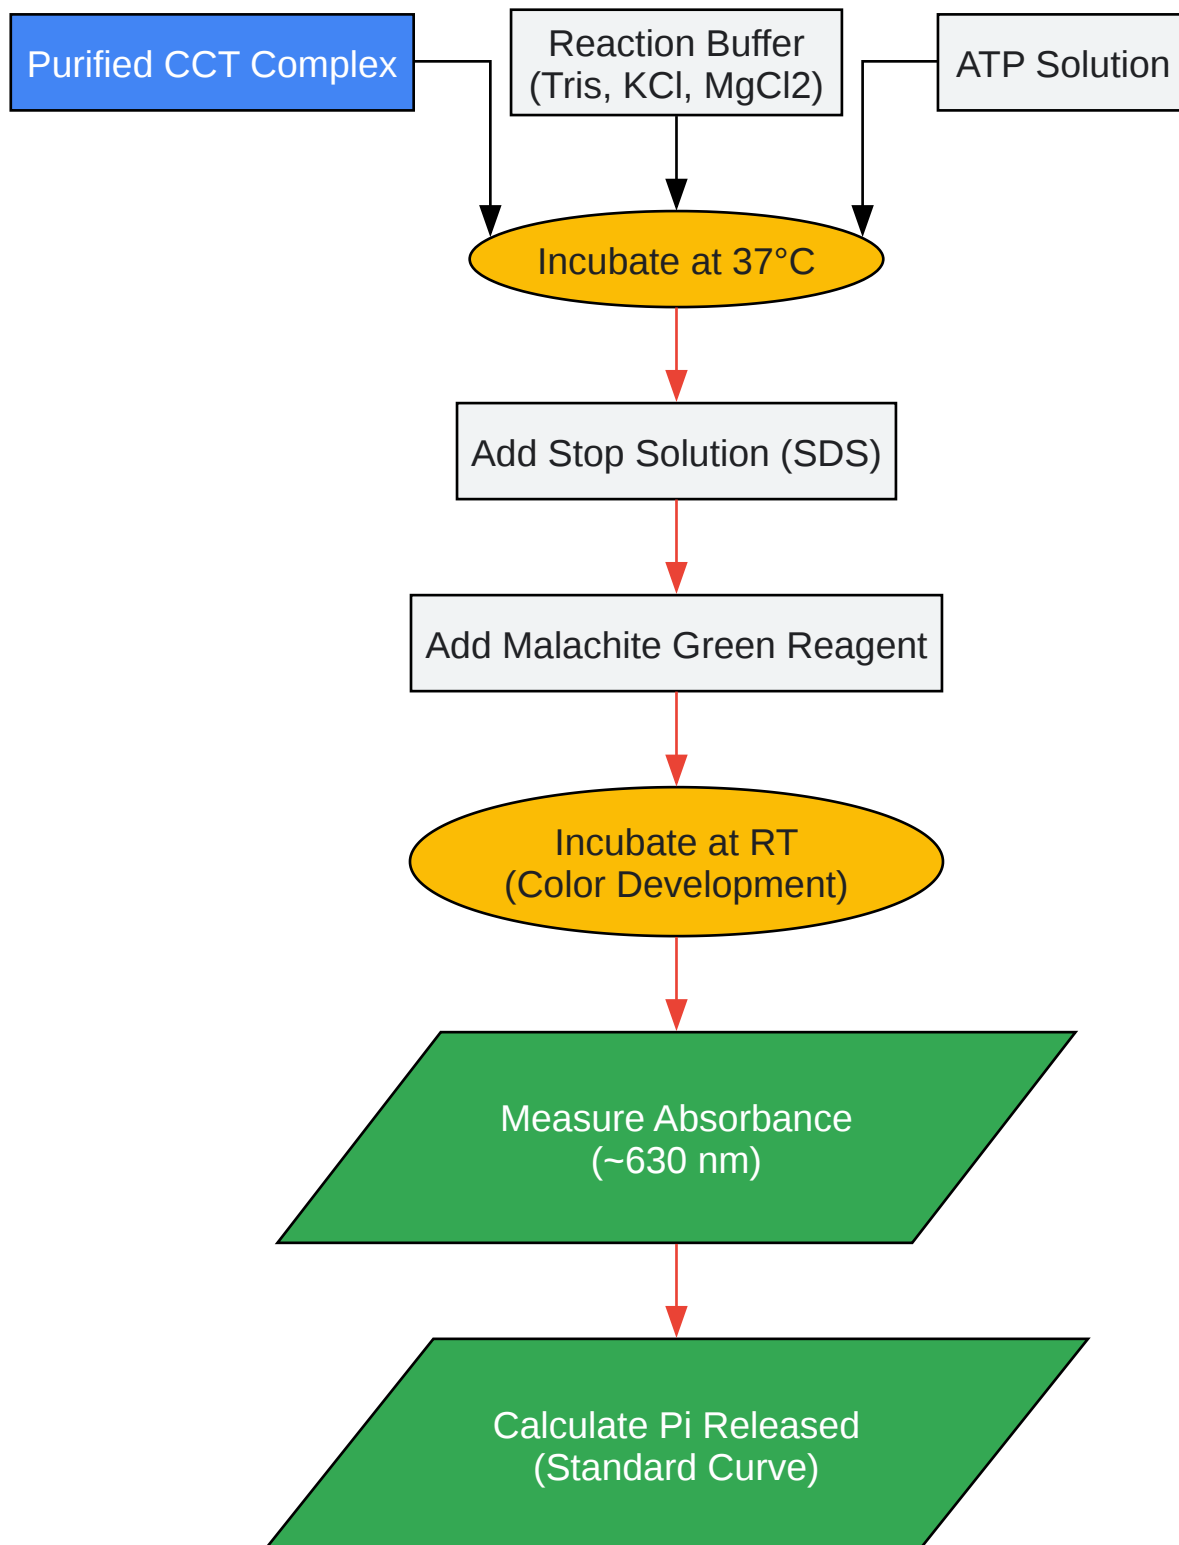 Purified CCT Complex
Reaction Buffer
(Tris, KCl, MgCl2)
ATP Solution
Incubate at 37°C
Add Stop Solution (SDS)
Add Malachite Green Reagent
Incubate at RT
(Color Development)
Measure Absorbance
(~630 nm)
Calculate Pi Released
(Standard Curve)